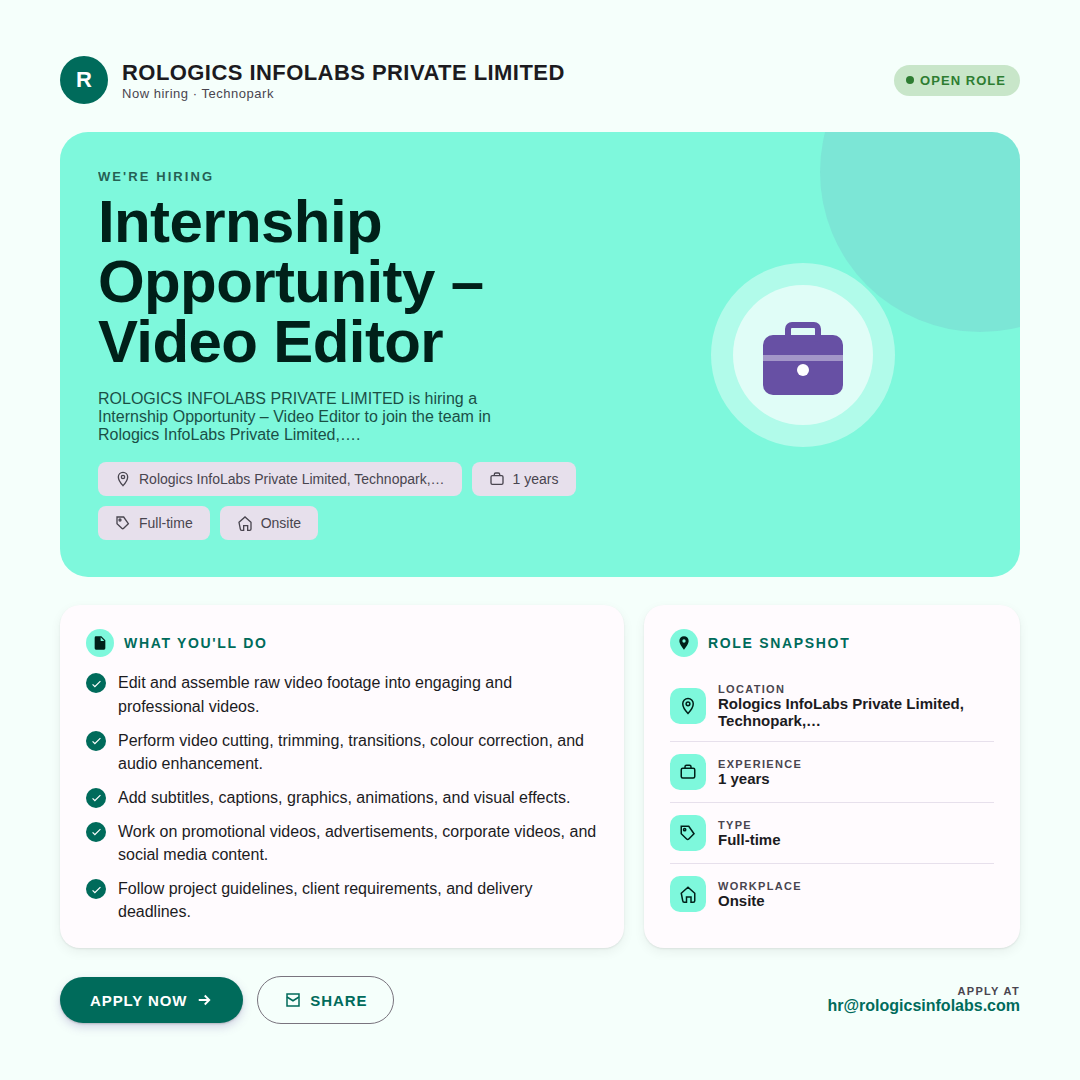 R
ROLOGICS INFOLABS PRIVATE LIMITED
Now hiring · Technopark
OPEN ROLE
WE'RE HIRING
Internship
Opportunity –
Video Editor
ROLOGICS INFOLABS PRIVATE LIMITED is hiring a
Internship Opportunity – Video Editor to join the team in
Rologics InfoLabs Private Limited,….
Rologics InfoLabs Private Limited, Technopark,…
1 years
Full-time
Onsite
WHAT YOU'LL DO
Edit and assemble raw video footage into engaging and
professional videos.
Perform video cutting, trimming, transitions, colour correction, and
audio enhancement.
Add subtitles, captions, graphics, animations, and visual effects.
Work on promotional videos, advertisements, corporate videos, and
social media content.
Follow project guidelines, client requirements, and delivery
deadlines.
ROLE SNAPSHOT
LOCATION
Rologics InfoLabs Private Limited,
Technopark,…
EXPERIENCE
1 years
TYPE
Full-time
WORKPLACE
Onsite
APPLY NOW
SHARE
APPLY AT
hr@rologicsinfolabs.com